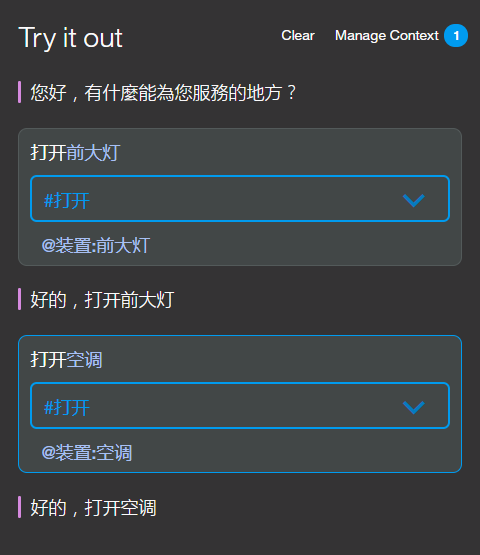 Try it out
Clear
Manage Context 1
您好，有什麼能為您服務的地方？
打开前大灯
#打开
@装置:前大灯
好的，打开前大灯
打开空调
#打开
@装置:空调
好的，打开空调